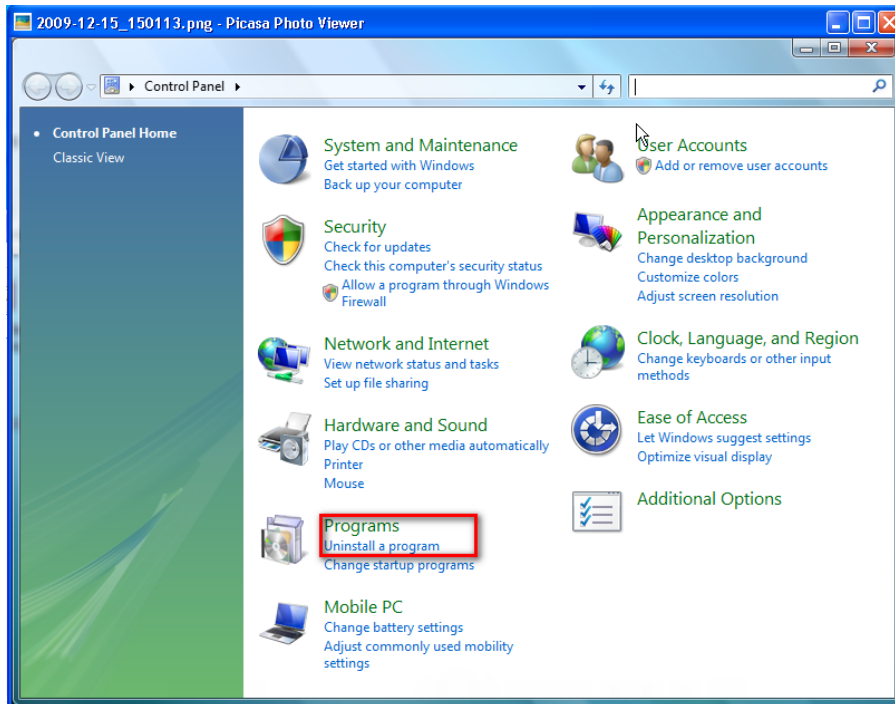 2009-12-15_150113.png - Picasa Photo Viewer
Control Panel
Control Panel Home
Classic View
System and Maintenance
Get started with Windows
Back up your computer
Security
Check for updates
Check this computer's security status
Allow a program through Windows
Firewall
Network and Internet
View network status and tasks
Set up file sharing
Hardware and Sound
Play CDs or other media automatically
Printer
Mouse
Programs
Uninstall a program
Change startup programs
Mobile PC
Change battery settings
Adjust commonly used mobility
settings
User Accounts
Add or remove user accounts
Appearance and
Personalization
Change desktop background
Customize colors
Adjust screen resolution
Clock, Language, and Region
Change keyboards or other input
methods
Ease of Access
Let Windows suggest settings
Optimize visual display
Additional Options